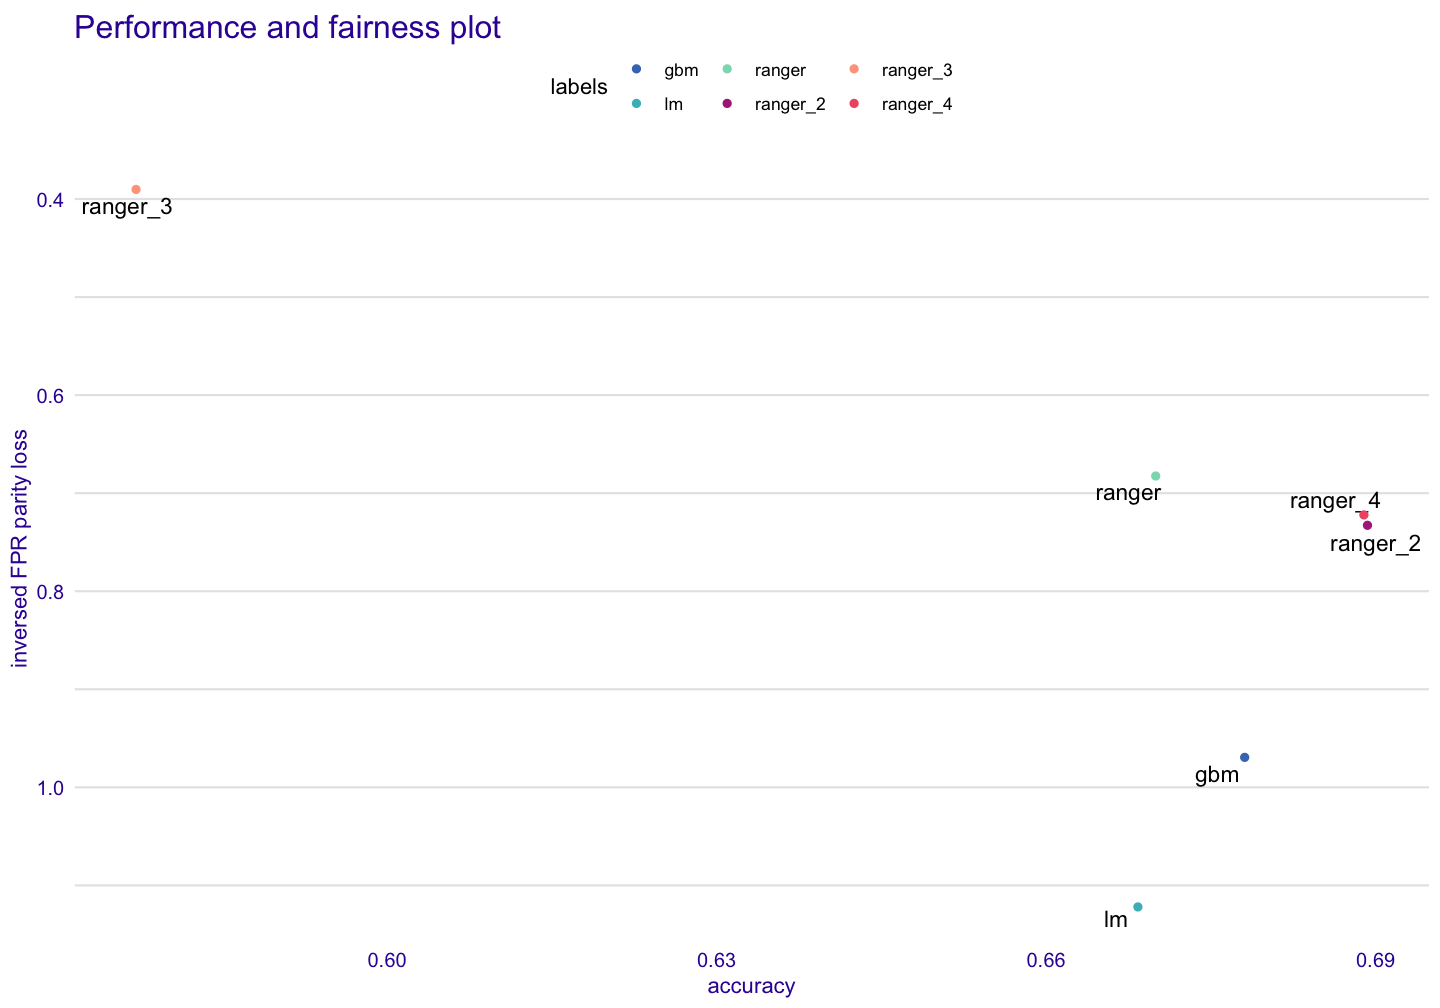 Performance and fairness plot
labels
gbm
ranger
ranger_3
lm
ranger_2
ranger_4
0.4
ranger_3
0.6
ranger
ranger_4
ranger_2
0.8
gbm
1.0
lm
inversed FPR parity loss
0.60
0.63
0.66
0.69
accuracy